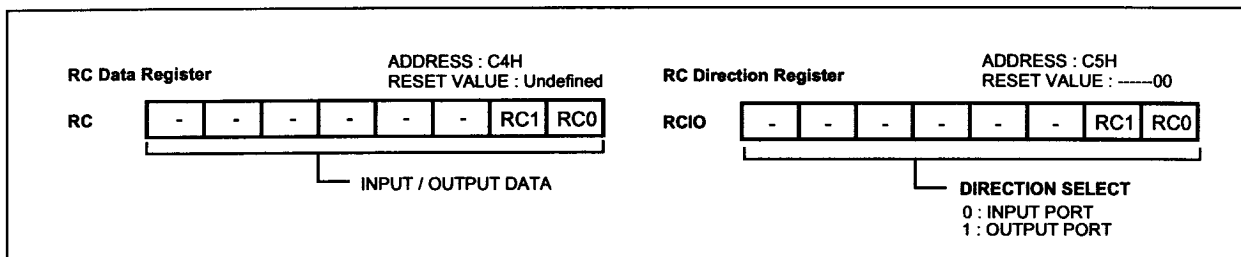 RC Data Register
ADDRESS : C4H
RESET VALUE : Undefined
RC - - - - - - RC1 RC0
INPUT / OUTPUT DATA
RC Direction Register
ADDRESS : C5H
RESET VALUE : ------00
RCIO - - - - - - RC1 RC0
DIRECTION SELECT
0 : INPUT PORT
1 : OUTPUT PORT